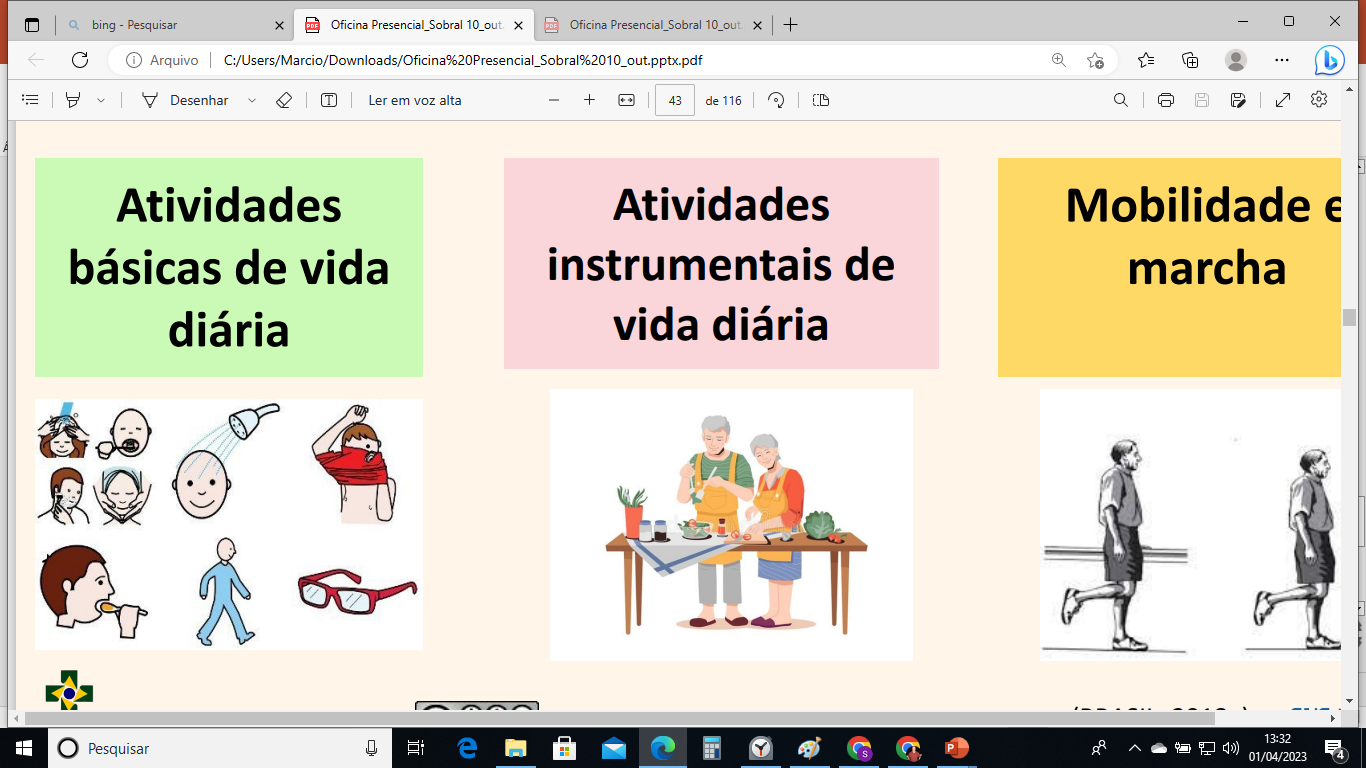 bing - Pesquisar
Oficina Presencial_Sobral 10_out.
Oficina Presencial_Sobral 10_out.
Arquivo
C:/Users/Marcio/Downloads/Oficina%20Presencial_Sobral%2010_out.pptx.pdf
Desenhar
Ler em voz alta
43
de 116
Atividades
básicas de vida
diária
Atividades
instrumentais de
vida diária
Mobilidade e
marcha
Pesquisar
13:32
01/04/2023
4